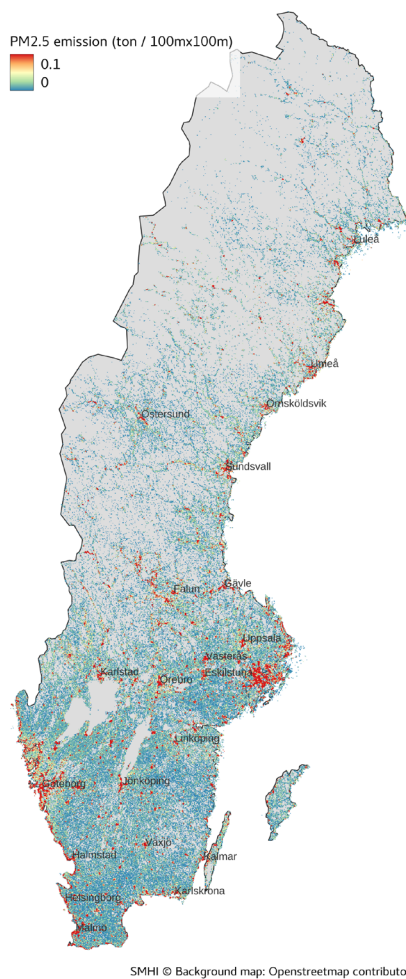 PM2.5 emission (ton / 100mx100m)
0.1
0
Luleå
Umeå
Örnsköldsvik
Östersund
Sundsvall
Gävle
Falun
Uppsala
Västerås
Karlstad
Eskilstuna
Örebro
Linköping
Göteborg
Jönköping
Växjö
Halmstad
Kalmar
Karlskrona
Helsingborg
Malmö
SMHI © Background map: Openstreetmap contributo